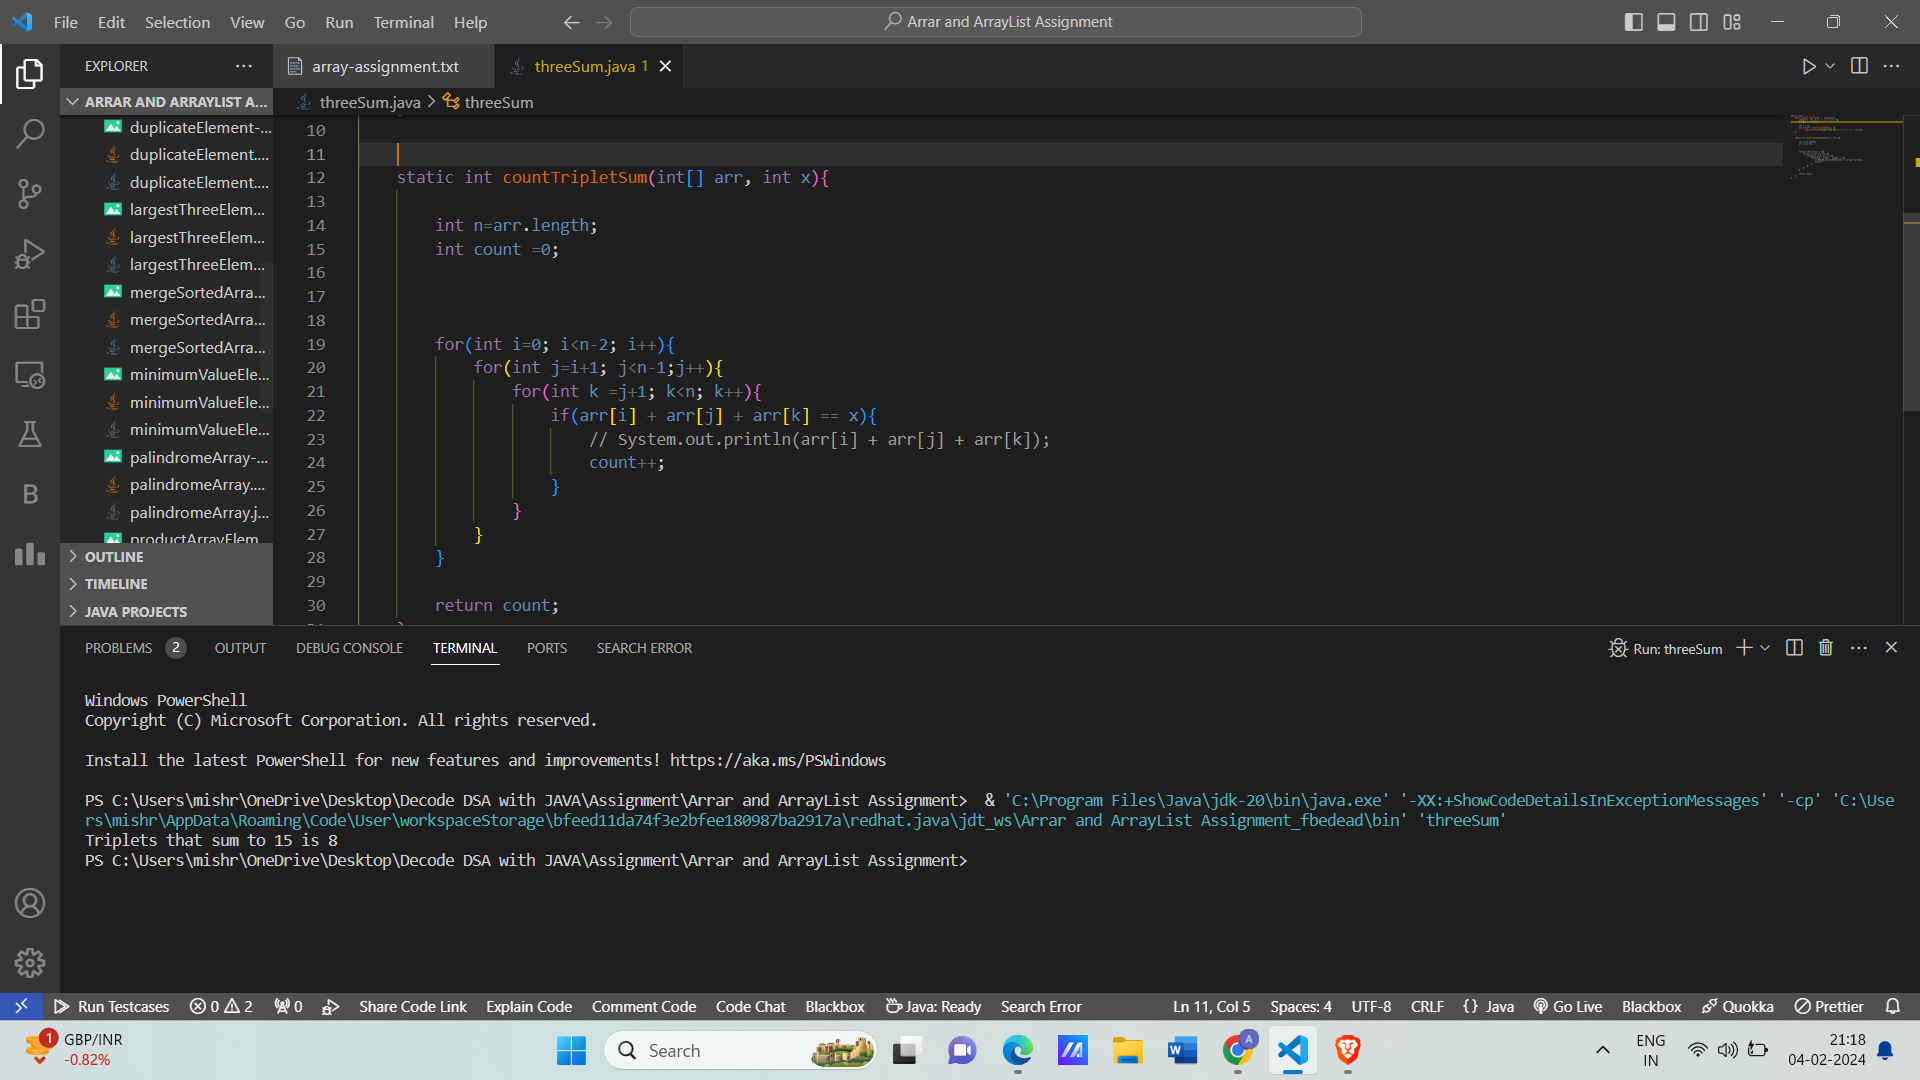 File Edit Selection View Go Run Terminal Help
Arrar and ArrayList Assignment
EXPLORER
array-assignment.txt
threeSum.java 1
ARRAR AND ARRAYLIST A...
threeSum.java > threeSum
duplicateElement-...
duplicateElement....
duplicateElement....
largestThreeElem...
largestThreeElem...
largestThreeElem...
mergeSortedArra...
mergeSortedArra...
mergeSortedArra...
minimumValueEle...
minimumValueEle...
minimumValueEle...
palindromeArray-...
palindromeArray....
palindromeArray.j...
productArrayElem
OUTLINE
TIMELINE
JAVA PROJECTS
10
11
12 static int countTripletSum(int[] arr, int x){
13
14 int n=arr.length;
15 int count =0;
16
17
18
19 for(int i=0; i<n-2; i++){
20 for(int j=i+1; j<n-1;j++){
21 for(int k =j+1; k<n; k++){
22 if(arr[i] + arr[j] + arr[k] == x){
23 // System.out.println(arr[i] + arr[j] + arr[k]);
24 count++;
25 }
26 }
27 }
28 }
29
30 return count;
PROBLEMS 2 OUTPUT DEBUG CONSOLE TERMINAL PORTS SEARCH ERROR
Run: threeSum
Windows PowerShell
Copyright (C) Microsoft Corporation. All rights reserved.
Install the latest PowerShell for new features and improvements! https://aka.ms/PSWindows
PS C:\Users\mishr\OneDrive\Desktop\Decode DSA with JAVA\Assignment\Arrar and ArrayList Assignment>  & 'C:\Program Files\Java\jdk-20\bin\java.exe' '-XX:+ShowCodeDetailsInExceptionMessages' '-cp' 'C:\Use
rs\mishr\AppData\Roaming\Code\User\workspaceStorage\bfeed11da74f3e2bfee180987ba2917a\redhat.java\jdt_ws\Arrar and ArrayList Assignment_fbedead\bin' 'threeSum'
Triplets that sum to 15 is 8
PS C:\Users\mishr\OneDrive\Desktop\Decode DSA with JAVA\Assignment\Arrar and ArrayList Assignment>
B
Run Testcases 0 2 0 Share Code Link Explain Code Comment Code Code Chat Blackbox Java: Ready Search Error Ln 11, Col 5 Spaces: 4 UTF-8 CRLF {} Java Go Live Blackbox Quokka Prettier
1 GBP/INR
-0.82%
Search
A
W
ENG
IN
21:18
04-02-2024